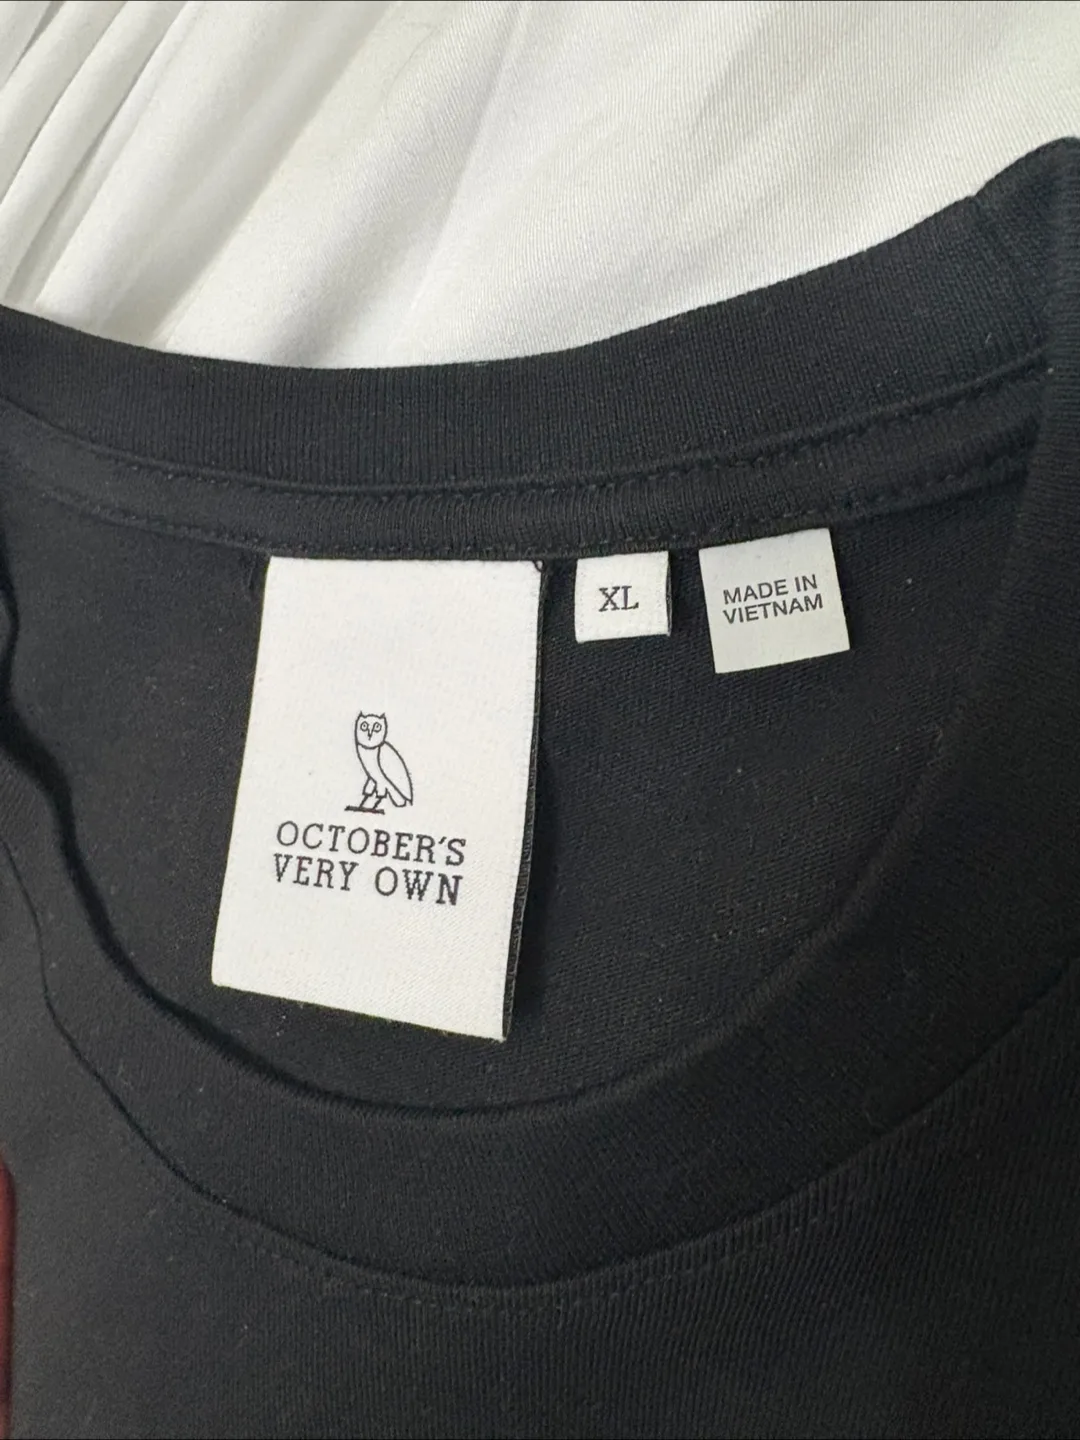 OCTOBER'S
VERY OWN
XL
MADE IN
VIETNAM